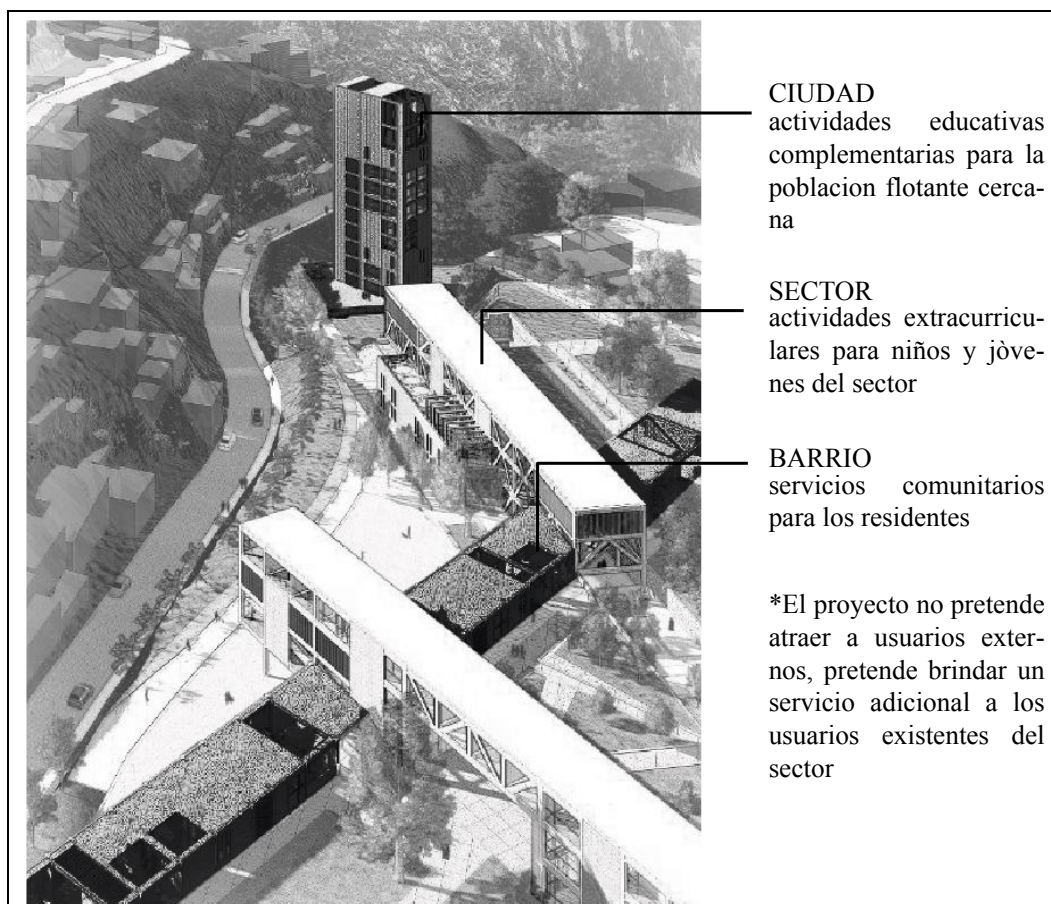 CIUDAD
actividades educativas
complementarias para la
poblacion flotante cerca-
na
SECTOR
actividades extracurricu-
lares para niños y jòve-
nes del sector
BARRIO
servicios comunitarios
para los residentes
*El proyecto no pretende
atraer a usuarios exter-
nos, pretende brindar un
servicio adicional a los
usuarios existentes del
sector